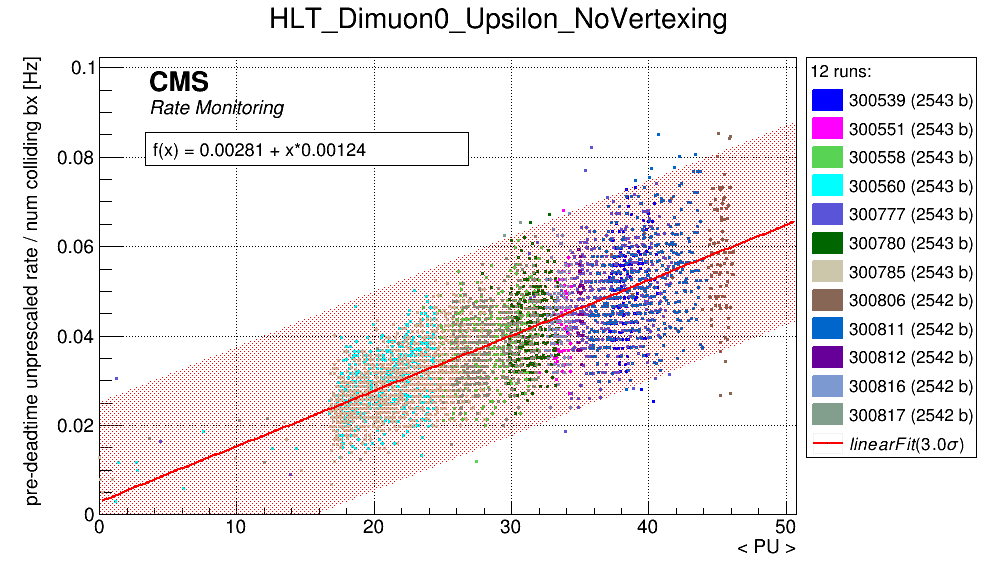 HLT_Dimuon0_Upsilon_NoVertexing
pre-deadtime unprescaled rate / num colliding bx [Hz]
CMS
Rate Monitoring
f(x) = 0.00281 + x*0.00124
0.1
0.08
0.06
0.04
0.02
0
0 10 20 30 40 50
< PU >
12 runs:
300539 (2543 b)
300551 (2543 b)
300558 (2543 b)
300560 (2543 b)
300777 (2543 b)
300780 (2543 b)
300785 (2543 b)
300806 (2542 b)
300811 (2542 b)
300812 (2542 b)
300816 (2542 b)
300817 (2542 b)
linearFit(3.0σ)